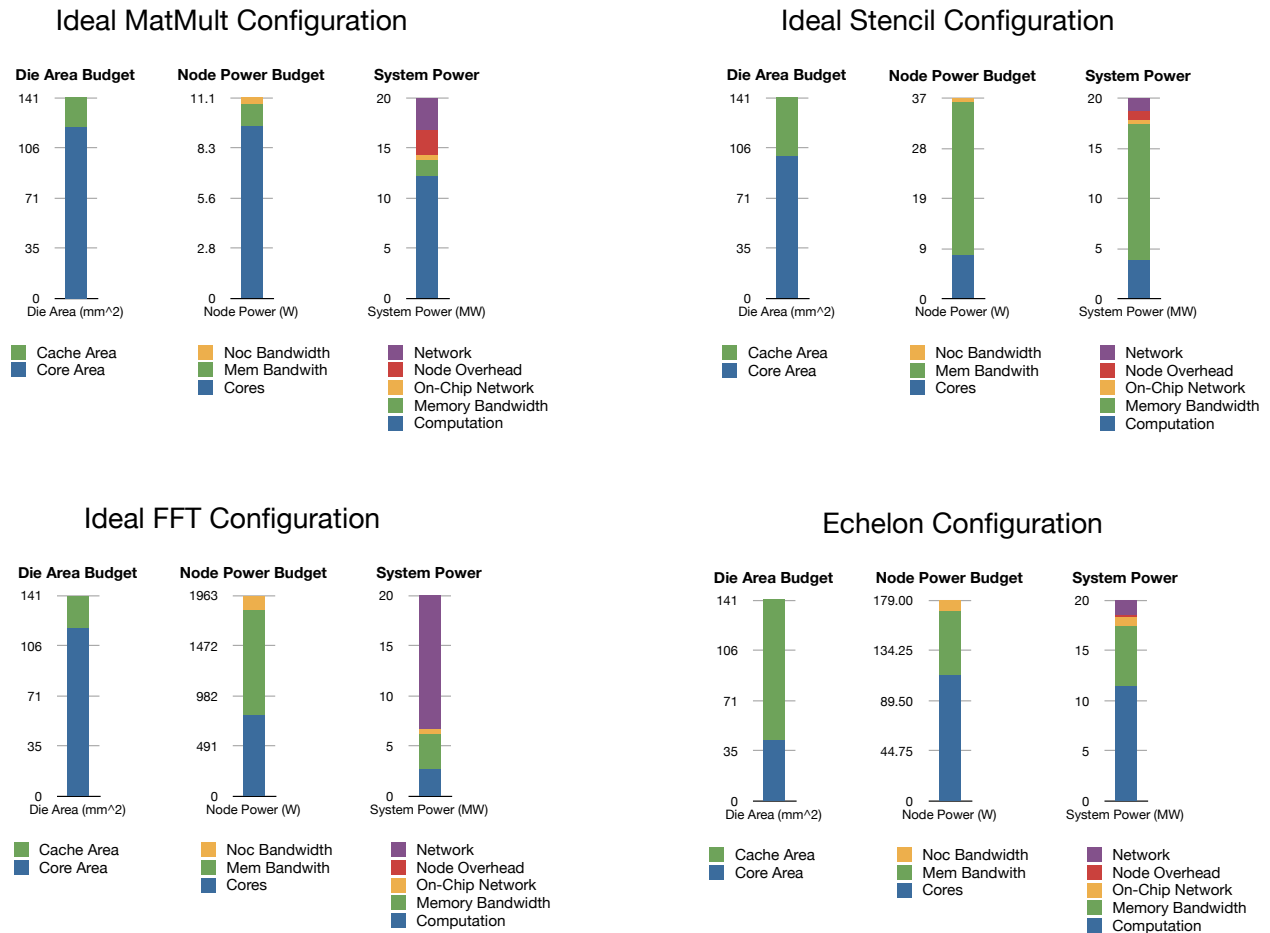 Ideal MatMult Configuration
Die Area Budget
141
106
71
35
0
Die Area (mm^2)
Cache Area
Core Area
Node Power Budget
11.1
8.3
5.6
2.8
0
Node Power (W)
Noc Bandwidth
Mem Bandwith
Cores
System Power
20
15
10
5
0
System Power (MW)
Network
Node Overhead
On-Chip Network
Memory Bandwidth
Computation
Ideal Stencil Configuration
Die Area Budget
141
106
71
35
0
Die Area (mm^2)
Cache Area
Core Area
Node Power Budget
37
28
19
9
0
Node Power (W)
Noc Bandwidth
Mem Bandwidth
Cores
System Power
20
15
10
5
0
System Power (MW)
Network
Node Overhead
On-Chip Network
Memory Bandwidth
Computation
Ideal FFT Configuration
Die Area Budget
141
106
71
35
0
Die Area (mm^2)
Cache Area
Core Area
Node Power Budget
1963
1472
982
491
0
Node Power (W)
Noc Bandwidth
Mem Bandwith
Cores
System Power
20
15
10
5
0
System Power (MW)
Network
Node Overhead
On-Chip Network
Memory Bandwidth
Computation
Echelon Configuration
Die Area Budget
141
106
71
35
0
Die Area (mm^2)
Cache Area
Core Area
Node Power Budget
179.00
134.25
89.50
44.75
0
Node Power (W)
Noc Bandwidth
Mem Bandwith
Cores
System Power
20
15
10
5
0
System Power (MW)
Network
Node Overhead
On-Chip Network
Memory Bandwidth
Computation